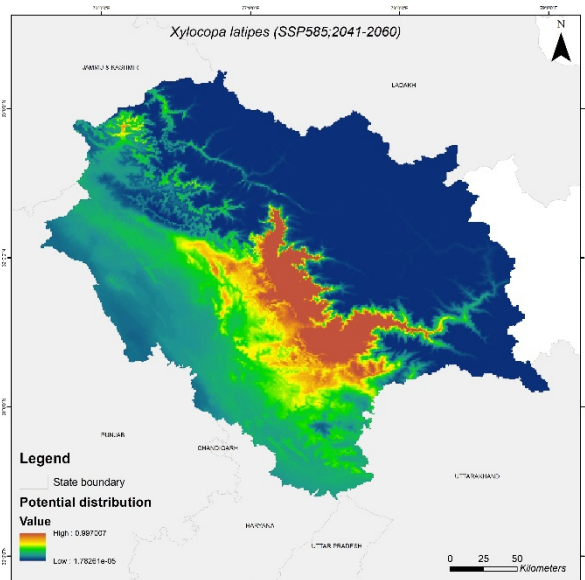 Xylocopa latipes (SSP585;2041-2060)
N
JAMMU & KASHMIR
LADAKH
PUNJAB
CHANDIGARH
UTTARAKHAND
HARYANA
UTTAR PRADESH
Legend
State boundary
Potential distribution
Value
High : 0.997007
Low : 1.78261e-05
0 25 50
Kilometers